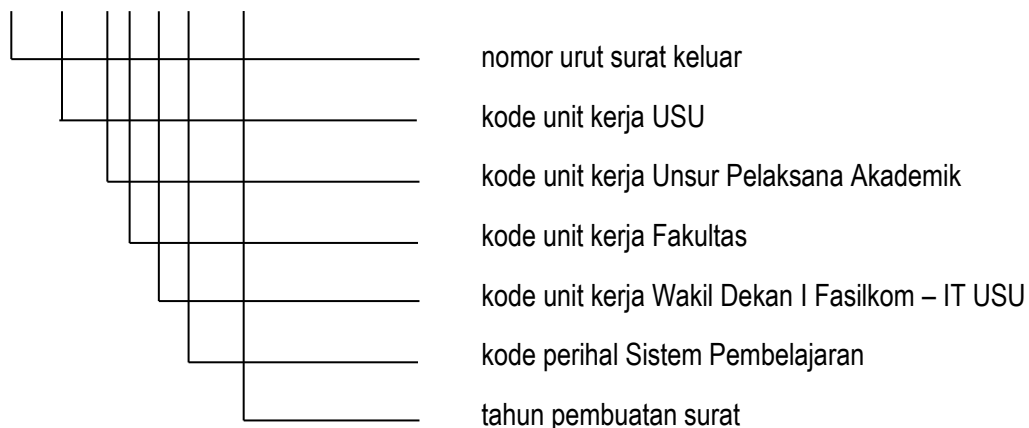 nomor urut surat keluar
kode unit kerja USU
kode unit kerja Unsur Pelaksana Akademik
kode unit kerja Fakultas
kode unit kerja Wakil Dekan I Fasilkom – IT USU
kode perihal Sistem Pembelajaran
tahun pembuatan surat